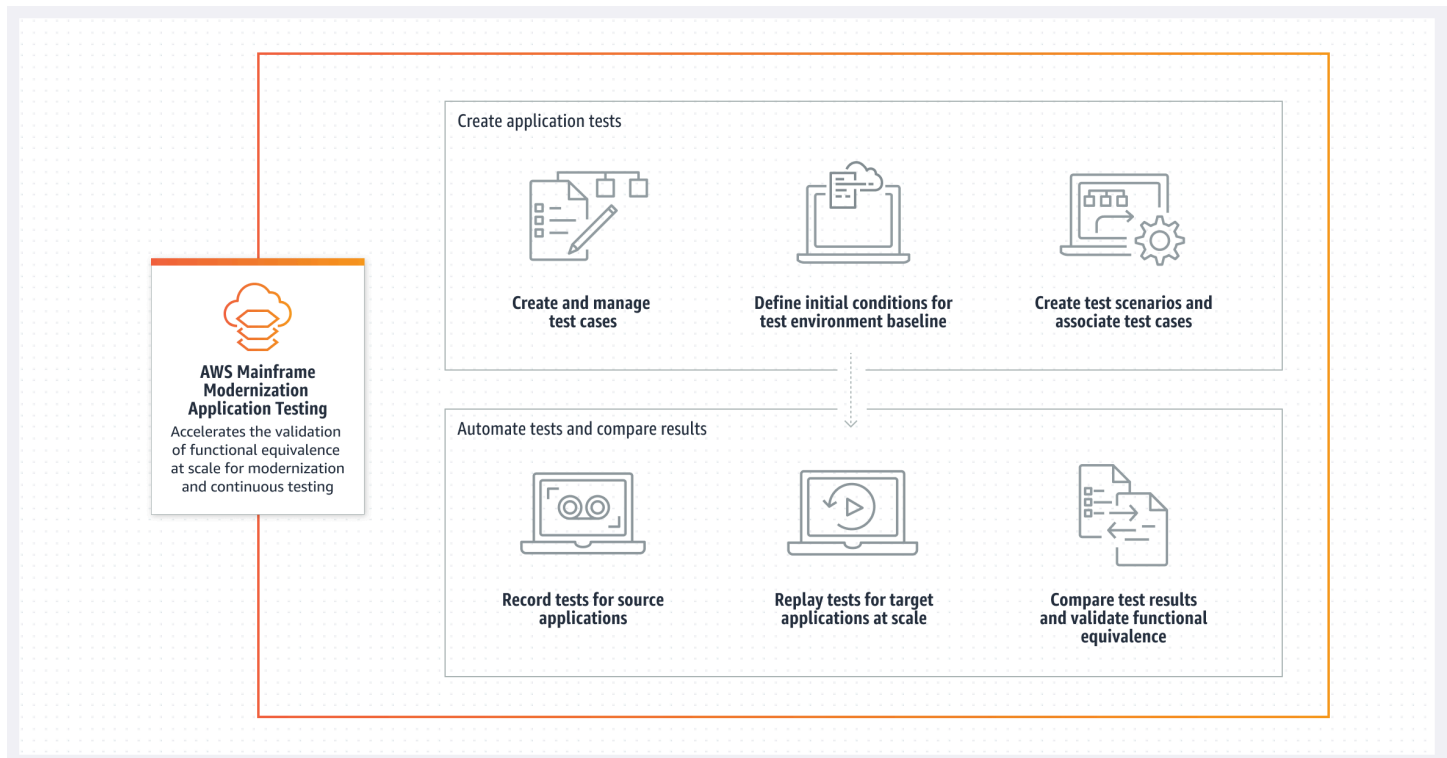 Create application tests
Create and manage
test cases
Define initial conditions for
test environment baseline
Create test scenarios and
associate test cases
AWS Mainframe
Modernization
Application Testing
Accelerates the validation
of functional equivalence
at scale for modernization
and continuous testing
Automate tests and compare results
Record tests for source
applications
Replay tests for target
applications at scale
Compare test results
and validate functional
equivalence